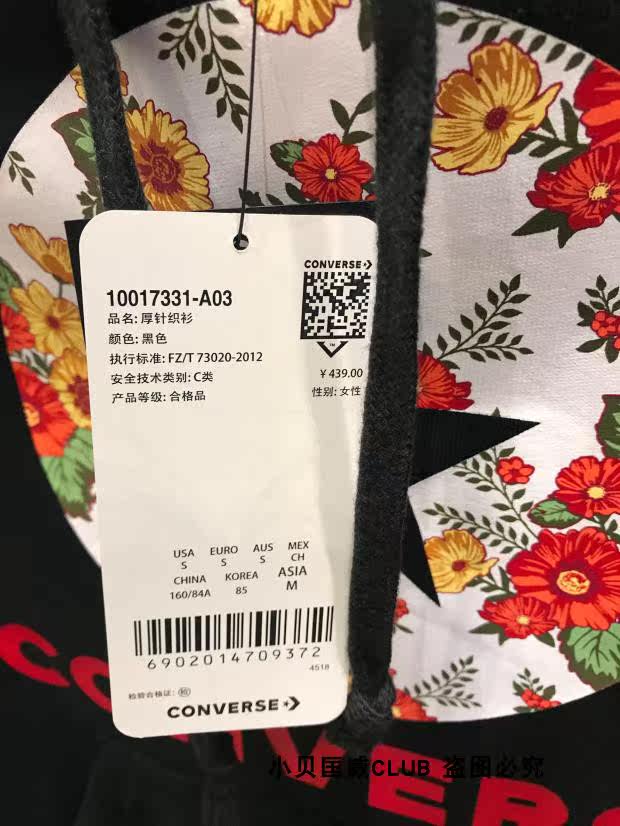 CONVERSE
10017331-A03
品名: 厚针织衫
颜色: 黑色
执行标准: FZ/T 73020-2012
安全技术类别: C类
产品等级: 合格品
￥439.00
性别: 女性
USA EURO AUS MEX
S S S CH
CHINA KOREA ASIA
160/84A 85 M
6902014709372
4518
检验合格证: 检
CONVERSE
CONVERS
小贝匡威CLUB 盗图必究